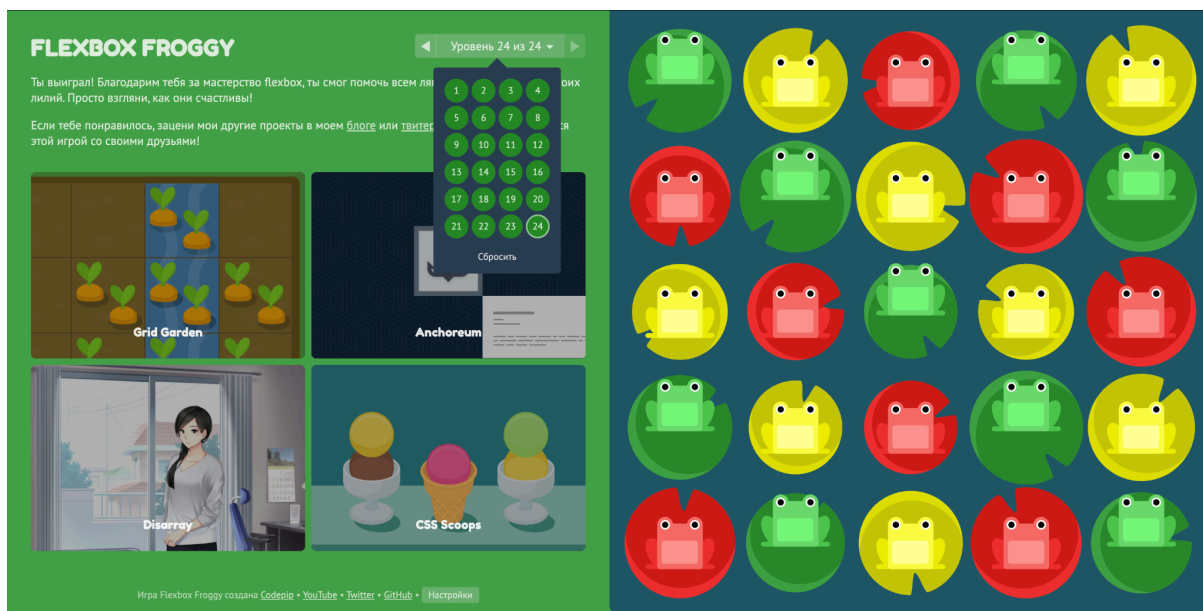 FLEXBOX FROGGY
Уровень 24 из 24
Ты выиграл! Благодарим тебя за мастерство flexbox, ты смог помочь всем
лилий. Просто взгляни, как они счастливы!
Если тебе понравилось, зацени мои другие проекты в моем блоге или
этой игрой со своими друзьями!
1 2 3 4
5 6 7 8
9 10 11 12
13 14 15 16
17 18 19 20
21 22 23 24
Сбросить
Grid Garden
Anchoreum
Disarray
CSS Scoops
Игра Flexbox Froggy создана Codepip • YouTube • Twitter • GitHub • Настройки